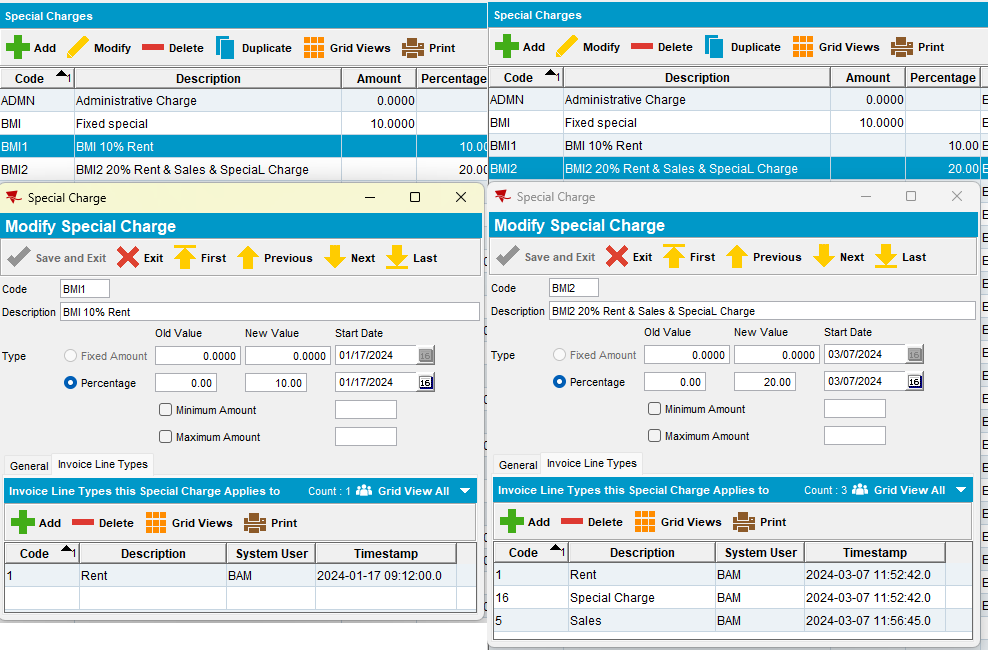 Special Charges
Add Modify Delete Duplicate Grid Views Print
Code 1 Description Amount Percentage
ADMN Administrative Charge 0.0000
BMI Fixed special 10.0000
BMI1 BMI 10% Rent 10.00
BMI2 BMI2 20% Rent & Sales & SpeciaL Charge 20.00
Special Charge
Modify Special Charge
Save and Exit Exit First Previous Next Last
Code BMI1
Description BMI 10% Rent
Old Value New Value Start Date
Type Fixed Amount 0.0000 0.0000 01/17/2024 16
Percentage 0.00 10.00 01/17/2024 16
Minimum Amount
Maximum Amount
General Invoice Line Types
Invoice Line Types this Special Charge Applies to Count : 1 Grid View All
Add Delete Grid Views Print
Code 1 Description System User Timestamp
1 Rent BAM 2024-01-17 09:12:00.0
Special Charges
Add Modify Delete Duplicate Grid Views Print
Code 1 Description Amount Percentage
ADMN Administrative Charge 0.0000 E
BMI Fixed special 10.0000 E
BMI1 BMI 10% Rent 10.00 E
BMI2 BMI2 20% Rent & Sales & SpeciaL Charge 20.00 E
Special Charge
Modify Special Charge
Save and Exit Exit First Previous Next Last
Code BMI2
Description BMI2 20% Rent & Sales & SpeciaL Charge
Old Value New Value Start Date
Type Fixed Amount 0.0000 0.0000 03/07/2024 16
Percentage 0.00 20.00 03/07/2024 16
Minimum Amount
Maximum Amount
General Invoice Line Types
Invoice Line Types this Special Charge Applies to Count : 3 Grid View All
Add Delete Grid Views Print
Code 1 Description System User Timestamp
1 Rent BAM 2024-03-07 11:52:42.0
16 Special Charge BAM 2024-03-07 11:52:42.0
5 Sales BAM 2024-03-07 11:56:45.0